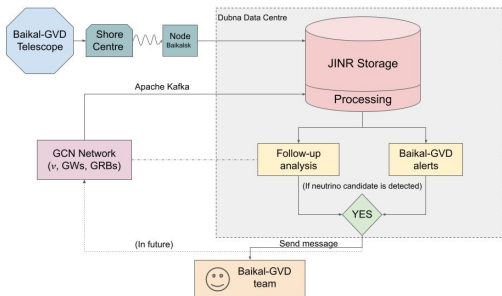 Dubna Data Centre
Baikal-GVD
Telescope
Shore
Centre
Node
Baikalsk
JINR Storage
Processing
Apache Kafka
GCN Network
(ν, GWs, GRBs)
Follow-up
analysis
Baikal-GVD
alerts
(If neutrino candidate is detected)
YES
(In future)
Send message
Baikal-GVD
team